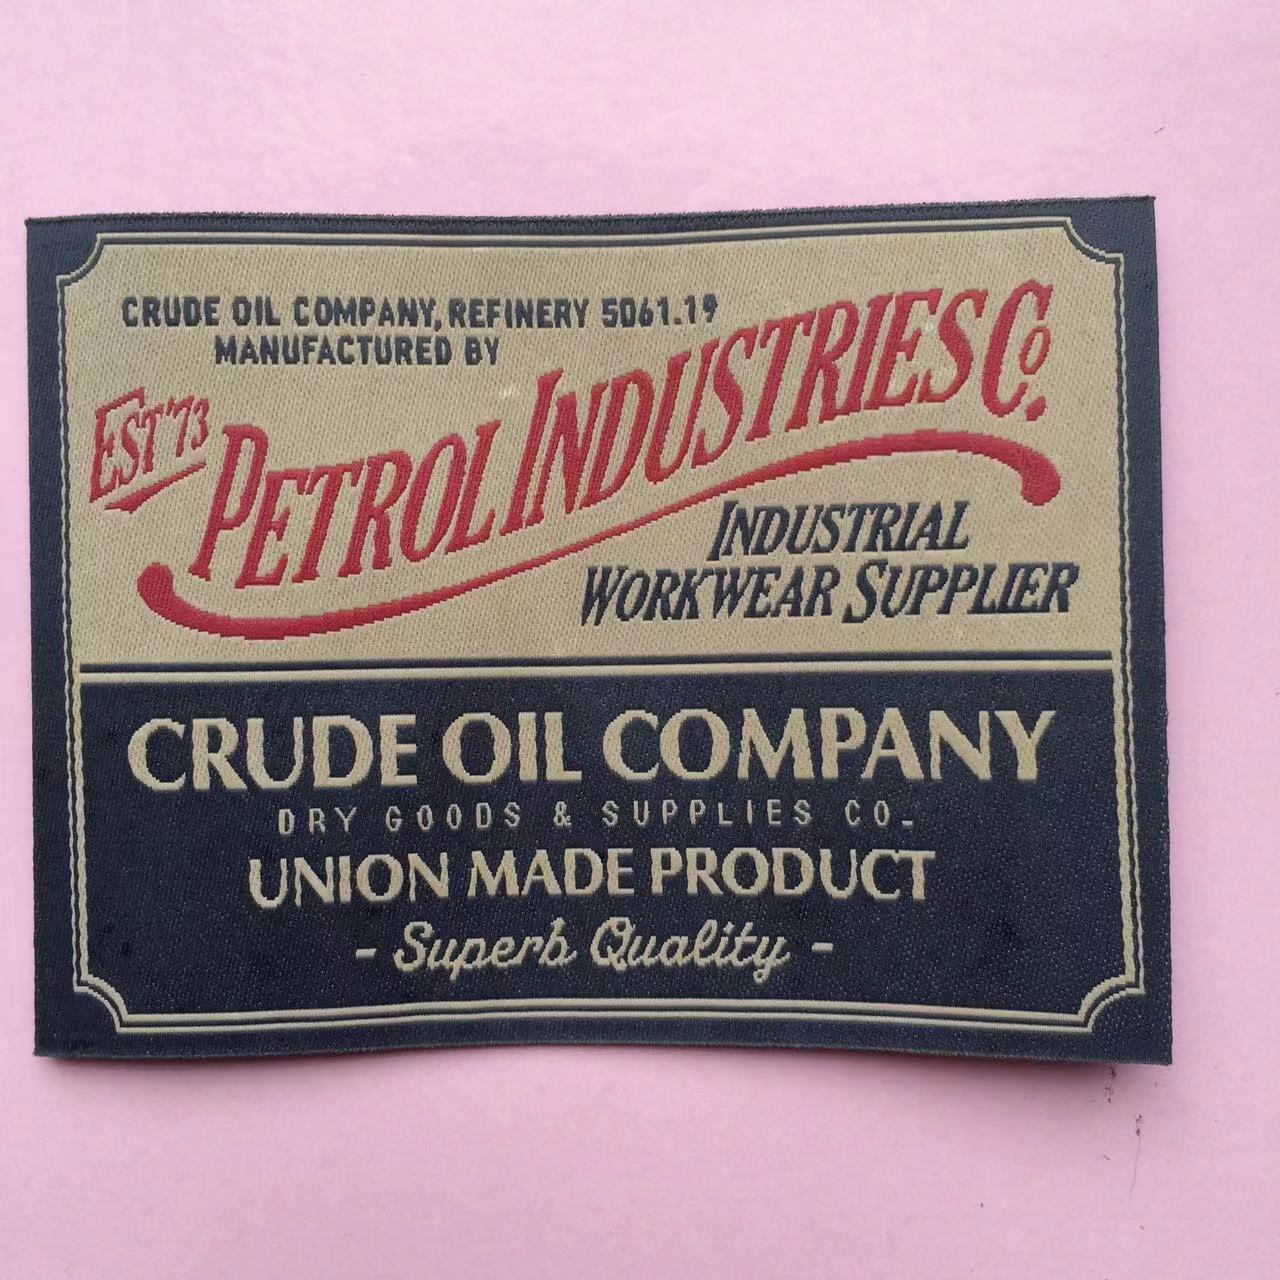 CRUDE OIL COMPANY, REFINERY 5061.19
MANUFACTURED BY
EST'73
PETROL INDUSTRIES Co.
INDUSTRIAL
WORKWEAR SUPPLIER
CRUDE OIL COMPANY
DRY GOODS & SUPPLIES CO.
UNION MADE PRODUCT
- Superb Quality -